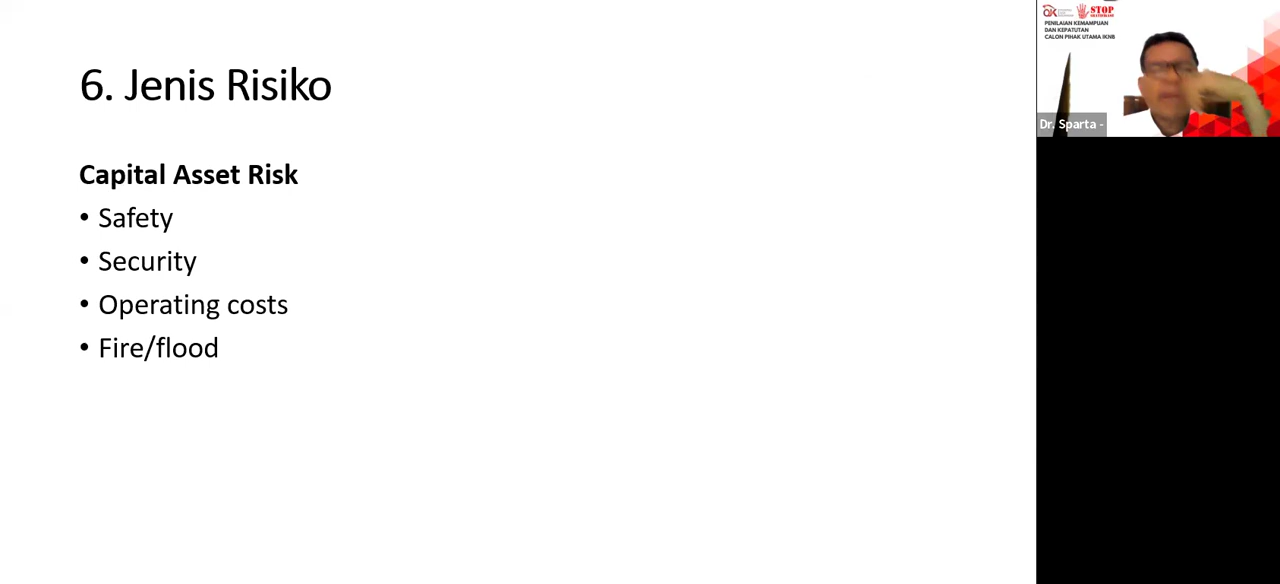 6. Jenis Risiko
Capital Asset Risk
• Safety
• Security
• Operating costs
• Fire/flood
STOP
PENILAIAN KEMAMPUAN
DAN KEPATUTAN
CALON PIHAK UTAMA IKNB
Dr. Sparta -